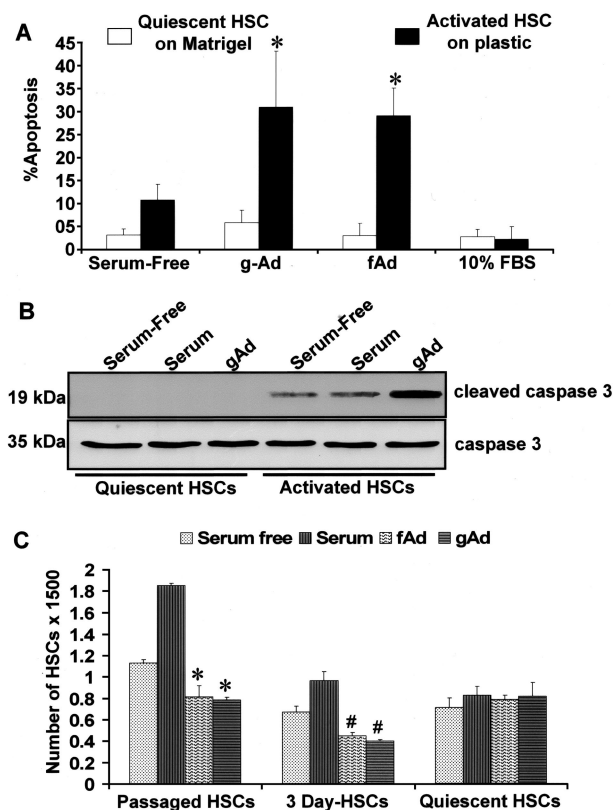 A
Quiescent HSC on Matrigel
Activated HSC on plastic
%Apoptosis
45
40
35
30
25
20
15
10
05
0
*
*
Serum-Free g-Ad fAd 10% FBS
B
Serum-Free Serum gAd Serum-Free Serum gAd
19 kDa cleaved caspase 3
35 kDa caspase 3
Quiescent HSCs Activated HSCs
C
Serum free Serum fAd gAd
Number of HSCs x 1500
2
1.8
1.6
1.4
1.2
1
0.8
0.6
0.4
0.2
0
* *
# #
Passaged HSCs 3 Day-HSCs Quiescent HSCs